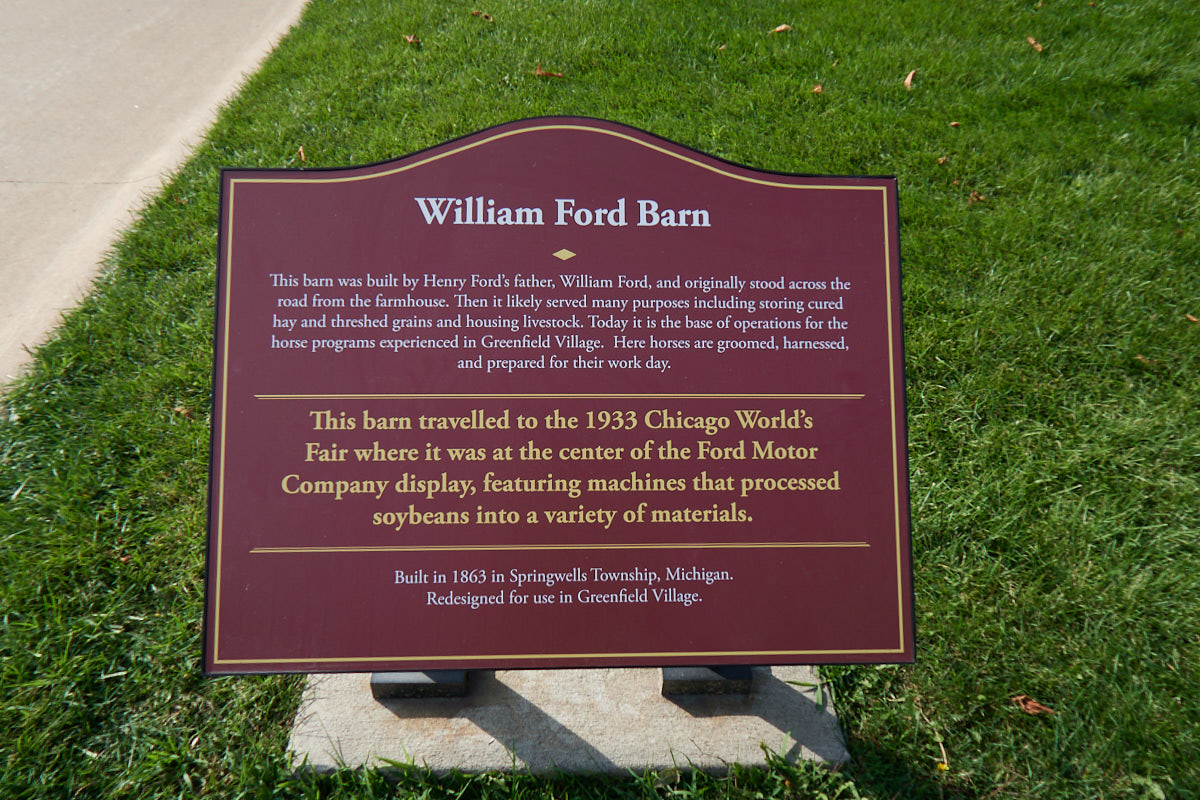 William Ford Barn
This barn was built by Henry Ford's father, William Ford, and originally stood across the
road from the farmhouse. Then it likely served many purposes including storing cured
hay and threshed grains and housing livestock. Today it is the base of operations for the
horse programs experienced in Greenfield Village.  Here horses are groomed, harnessed,
and prepared for their work day.
This barn travelled to the 1933 Chicago World's
Fair where it was at the center of the Ford Motor
Company display, featuring machines that processed
soybeans into a variety of materials.
Built in 1863 in Springwells Township, Michigan.
Redesigned for use in Greenfield Village.